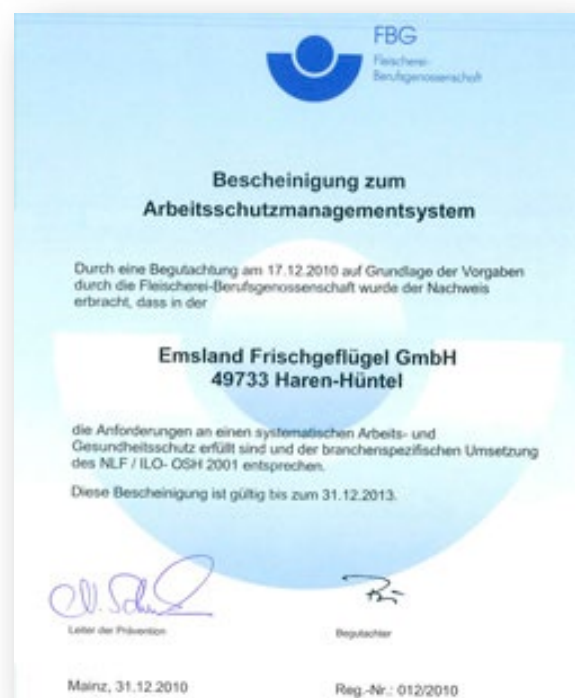 FBG
Fleischerei-
Berufsgenossenschaft
Bescheinigung zum
Arbeitsschutzmanagementsystem
Durch eine Begutachtung am 17.12.2010 auf Grundlage der Vorgaben
durch die Fleischerei-Berufsgenossenschaft wurde der Nachweis
erbracht, dass in der
Emsland Frischgeflügel GmbH
49733 Haren-Hüntel
die Anforderungen an einen systematischen Arbeits- und
Gesundheitsschutz erfüllt sind und der branchenspezifischen Umsetzung
des NLF / ILO- OSH 2001 entsprechen.
Diese Bescheinigung ist gültig bis zum 31.12.2013.
Leiter der Prävention
Begutachter
Mainz, 31.12.2010
Reg.-Nr.: 012/2010